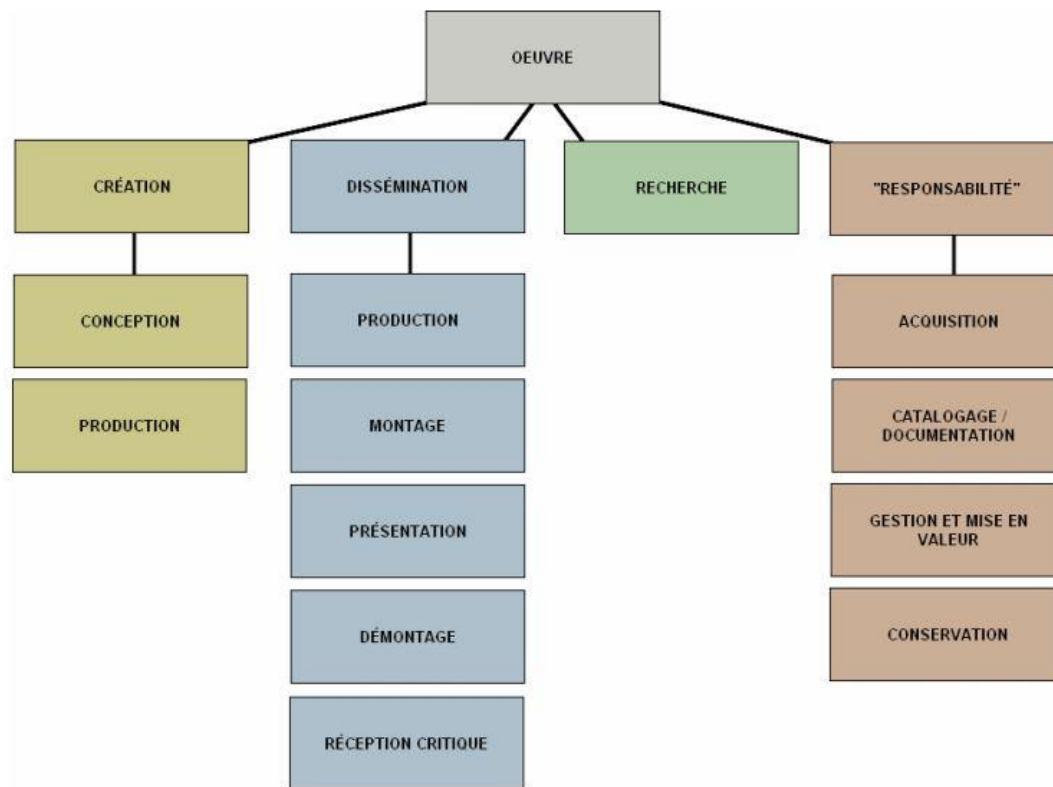 OEUVRE
CRÉATION
DISSÉMINATION
RECHERCHE
"RESPONSABILITÉ"
CONCEPTION
PRODUCTION
PRODUCTION
MONTAGE
PRÉSENTATION
DÉMONTAGE
RÉCEPTION CRITIQUE
ACQUISITION
CATALOGAGE /
DOCUMENTATION
GESTION ET MISE EN
VALEUR
CONSERVATION